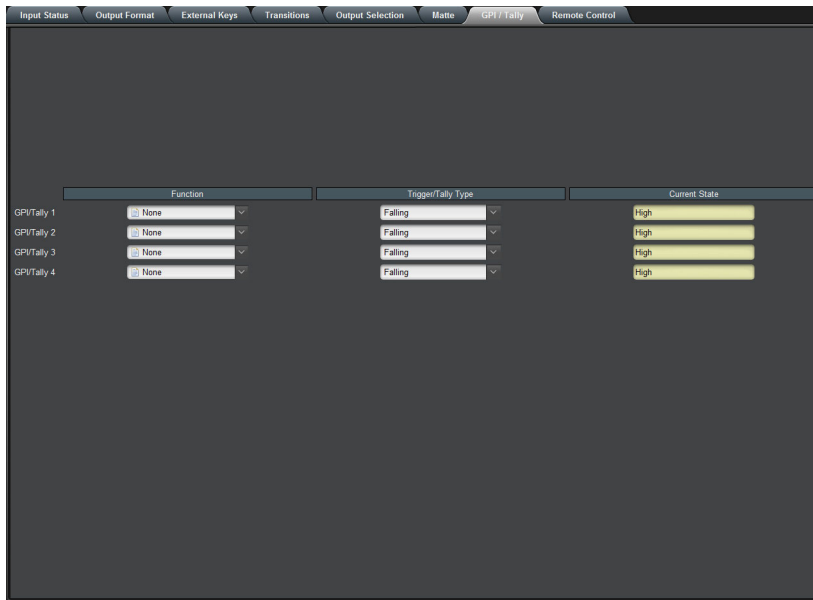 Input Status Output Format External Keys Transitions Output Selection Matte GPI / Tally Remote Control
Function Trigger/Tally Type Current State
GPI/Tally 1 None Falling High
GPI/Tally 2 None Falling High
GPI/Tally 3 None Falling High
GPI/Tally 4 None Falling High